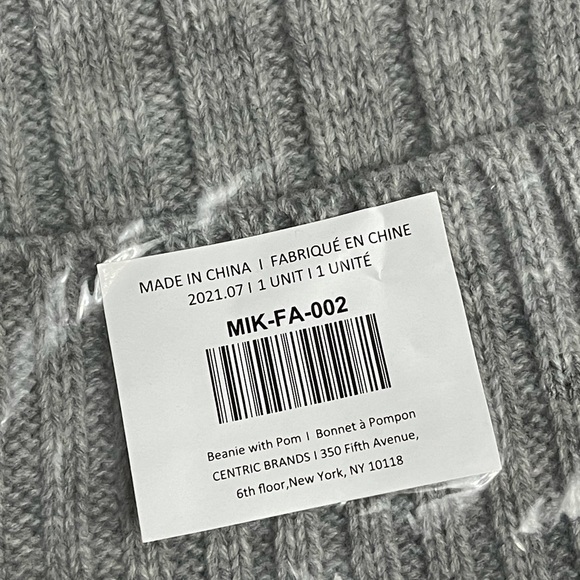 MADE IN CHINA I FABRIQUÉ EN CHINE
2021.07 I 1 UNIT I 1 UNITÉ
MIK-FA-002
Beanie with Pom I Bonnet à Pompon
CENTRIC BRANDS I 350 Fifth Avenue,
6th floor,New York, NY 10118